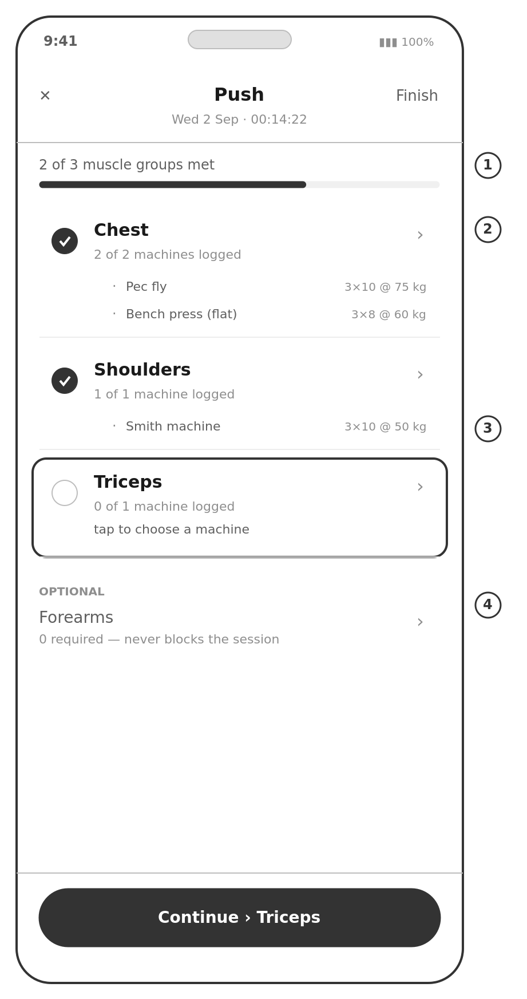 9:41
▮▮▮ 100%
✕
Push
Finish
Wed 2 Sep · 00:14:22
2 of 3 muscle groups met
1
Chest
›
2
2 of 2 machines logged
· Pec fly 3×10 @ 75 kg
· Bench press (flat) 3×8 @ 60 kg
Shoulders
›
1 of 1 machine logged
· Smith machine 3×10 @ 50 kg
3
Triceps
›
0 of 1 machine logged
tap to choose a machine
OPTIONAL
4
Forearms
›
0 required — never blocks the session
Continue › Triceps